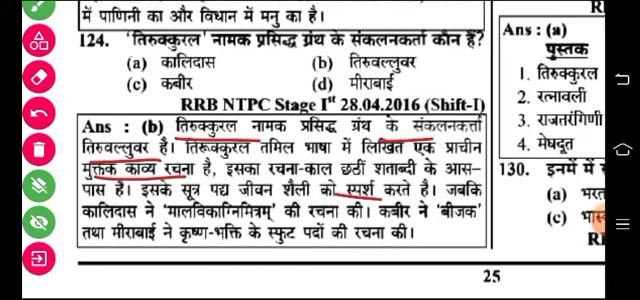 में पाणिनी का और विधान में मनु का है।
124. 'तिरुक्कुरल' नामक प्रसिद्ध ग्रंथ के संकलनकर्ता कौन हैं?
(a) कालिदास (b) तिरुवल्लुवर
(c) कबीर (d) मीराबाई
RRB NTPC Stage Ist 28.04.2016 (Shift-I)
Ans : (b) तिरुक्कुरल नामक प्रसिद्ध ग्रंथ के संकलनकर्त्ता
तिरुवल्लुवर है। तिरूक्कुरल तमिल भाषा में लिखित एक प्राचीन
मुक्तक काव्य रचना है, इसका रचना-काल छठीं शताब्दी के आस-
पास है। इसके सूत्र पद्य जीवन शैली को स्पर्श करते है। जबकि
कालिदास ने 'मालविकाग्निमित्रम्' की रचना की। कबीर ने 'बीजक'
तथा मीराबाई ने कृष्ण-भक्ति के स्फुट पदों की रचना की।
25
Ans : (a)
पुस्तक
1. तिरुक्कुरल
2. रत्नावली
3. राजतरंगिणी
4. मेघदूत
130. इनमें में
(a) भरत
(c)